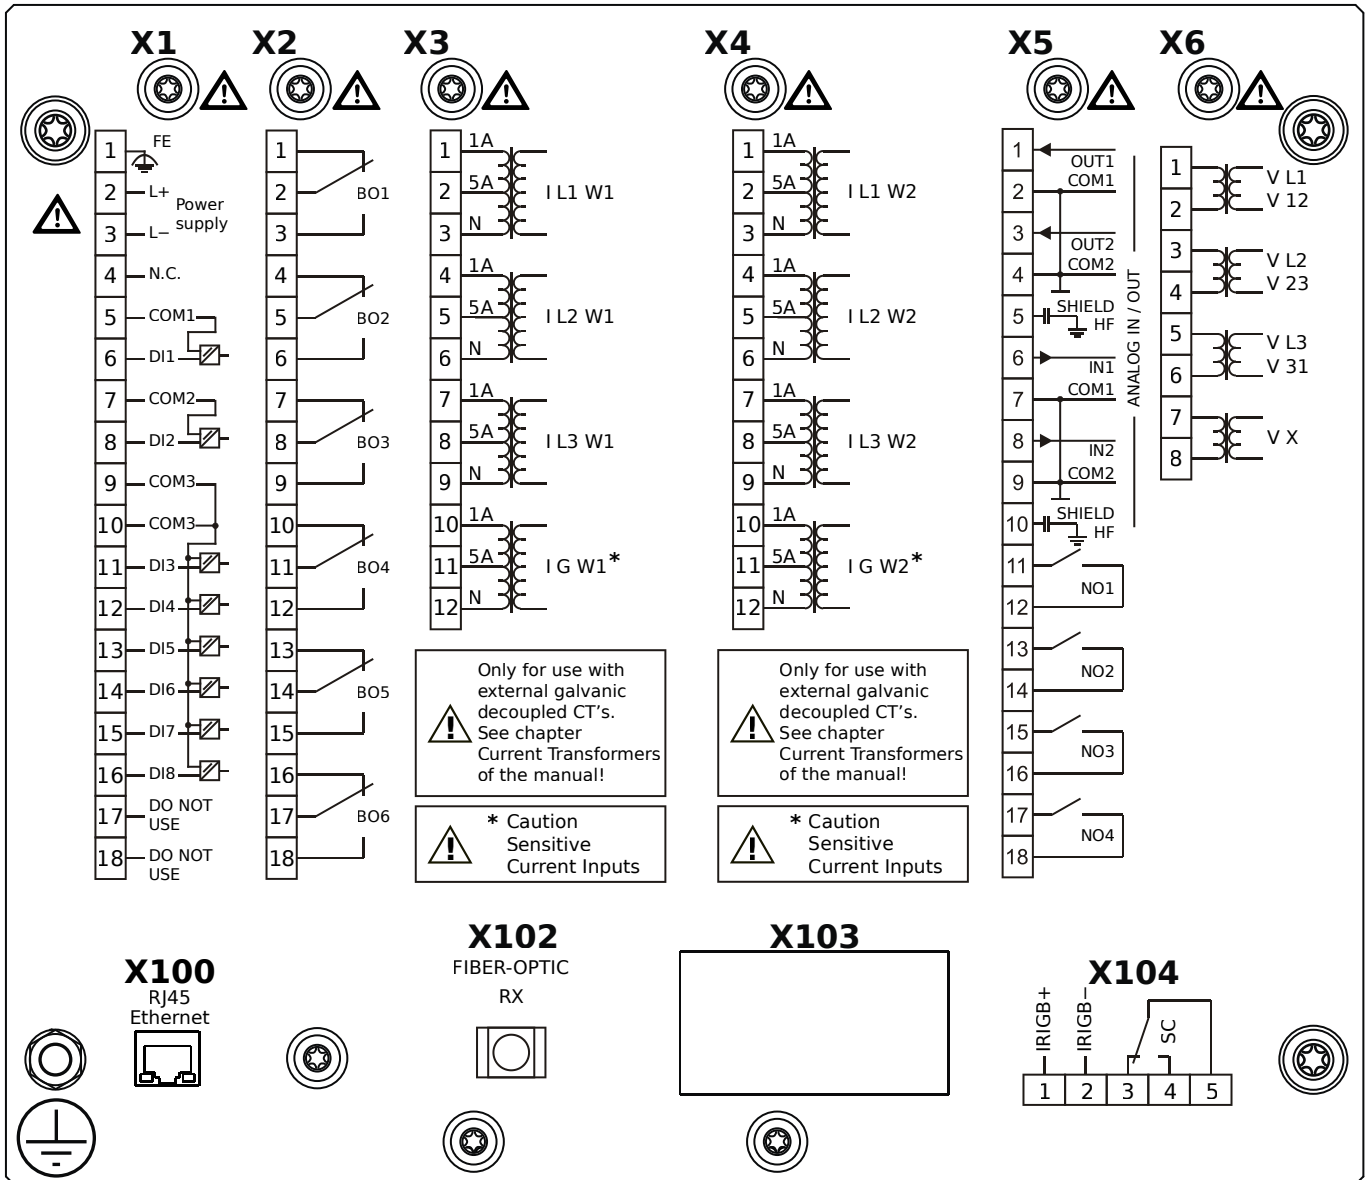 X1
1
FE
2
L+
Power
supply
3
L−
4
N.C.
5
COM1
6
DI1
7
COM2
8
DI2
9
COM3
10
COM3
11
DI3
12
DI4
13
DI5
14
DI6
15
DI7
16
DI8
17
DO NOT
USE
18
DO NOT
USE
X2
1
2
BO1
3
4
5
BO2
6
7
8
BO3
9
10
11
BO4
12
13
14
BO5
15
16
17
BO6
18
X3
1
1A
2
5A
I L1 W1
3
N
4
1A
5
5A
I L2 W1
6
N
7
1A
8
5A
I L3 W1
9
N
10
1A
11
5A
I G W1*
12
N
Only for use with
external galvanic
decoupled CT's.
See chapter
Current Transformers
of the manual!
* Caution
Sensitive
Current Inputs
X4
1
1A
2
5A
I L1 W2
3
N
4
1A
5
5A
I L2 W2
6
N
7
1A
8
5A
I L3 W2
9
N
10
1A
11
5A
I G W2*
12
N
Only for use with
external galvanic
decoupled CT's.
See chapter
Current Transformers
of the manual!
* Caution
Sensitive
Current Inputs
X5
1
OUT1
2
COM1
3
OUT2
4
COM2
5
SHIELD
HF
6
IN1
7
COM1
8
IN2
9
COM2
10
SHIELD
HF
ANALOG IN / OUT
11
NO1
12
13
NO2
14
15
NO3
16
17
NO4
18
X6
1
V L1
2
V 12
3
V L2
4
V 23
5
V L3
6
V 31
7
V X
8
X100
RJ45
Ethernet
X102
FIBER-OPTIC
RX
X103
X104
IRIGB+
IRIGB−
SC
1 2 3 4 5